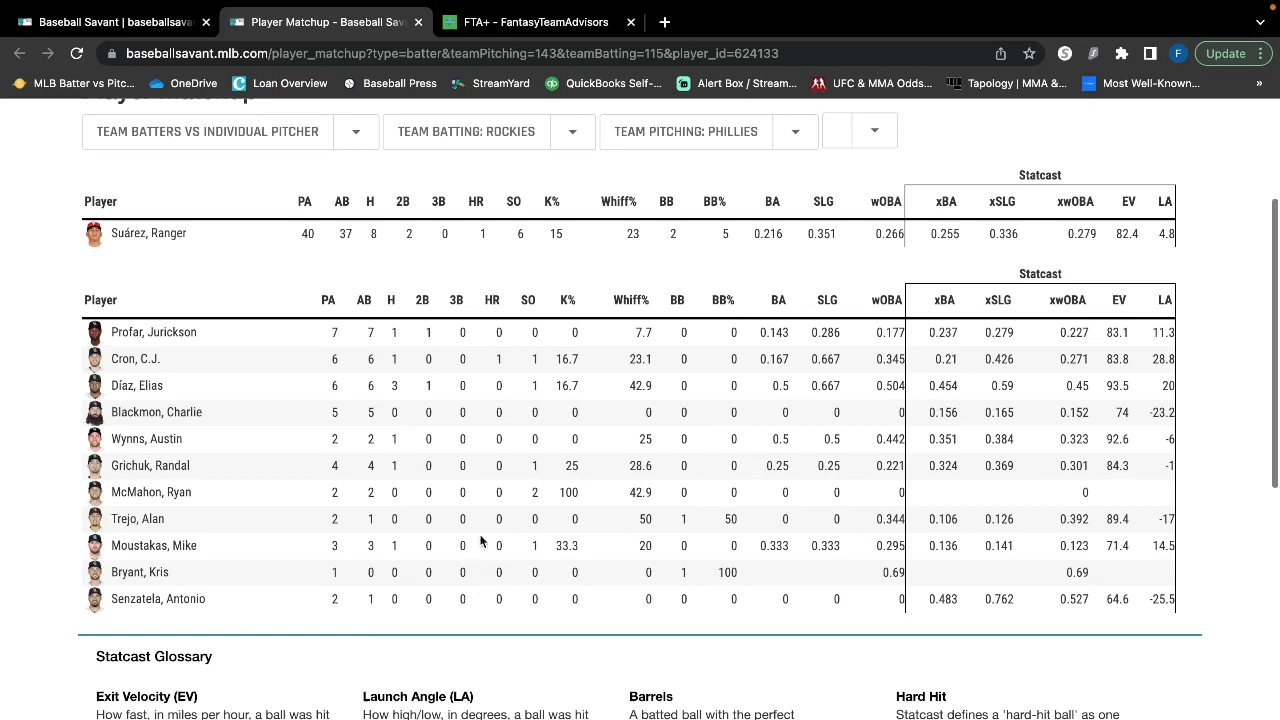 Baseball Savant | baseballsava
Player Matchup - Baseball Sav
FTA+ - FantasyTeamAdvisors
baseballsavant.mlb.com/player_matchup?type=batter&teamPitching=143&teamBatting=115&player_id=624133
F
Update
MLB Batter vs Pitc...
OneDrive
Loan Overview
Baseball Press
StreamYard
QuickBooks Self-...
Alert Box / Stream...
UFC & MMA Odds...
Tapology | MMA &...
Most Well-Known...
»
TEAM BATTERS VS INDIVIDUAL PITCHER
TEAM BATTING: ROCKIES
TEAM PITCHING: PHILLIES
Statcast
Player PA AB H 2B 3B HR SO K% Whiff% BB BB% BA SLG wOBA xBA xSLG xwOBA EV LA
Suárez, Ranger 40 37 8 2 0 1 6 15 23 2 5 0.216 0.351 0.266 0.255 0.336 0.279 82.4 4.8
Statcast
Player PA AB H 2B 3B HR SO K% Whiff% BB BB% BA SLG wOBA xBA xSLG xwOBA EV LA
Profar, Jurickson 7 7 1 1 0 0 0 0 7.7 0 0 0.143 0.286 0.177 0.237 0.279 0.227 83.1 11.3
Cron, C.J. 6 6 1 0 0 1 1 16.7 23.1 0 0 0.167 0.667 0.345 0.21 0.426 0.271 83.8 28.8
Díaz, Elias 6 6 3 1 0 0 1 16.7 42.9 0 0 0.5 0.667 0.504 0.454 0.59 0.45 93.5 20
Blackmon, Charlie 5 5 0 0 0 0 0 0 0 0 0 0 0 0 0.156 0.165 0.152 74 -23.2
Wynns, Austin 2 2 1 0 0 0 0 0 25 0 0 0.5 0.5 0.442 0.351 0.384 0.323 92.6 -6
Grichuk, Randal 4 4 1 0 0 0 1 25 28.6 0 0 0.25 0.25 0.221 0.324 0.369 0.301 84.3 -1
McMahon, Ryan 2 2 0 0 0 0 2 100 42.9 0 0 0 0 0 0
Trejo, Alan 2 1 0 0 0 0 0 0 50 1 50 0 0 0.344 0.106 0.126 0.392 89.4 -17
Moustakas, Mike 3 3 1 0 0 0 1 33.3 20 0 0 0.333 0.333 0.295 0.136 0.141 0.123 71.4 14.5
Bryant, Kris 1 0 0 0 0 0 0 0 0 1 100 0.69 0.69
Senzatela, Antonio 2 1 0 0 0 0 0 0 0 0 0 0 0 0 0.483 0.762 0.527 64.6 -25.5
Statcast Glossary
Exit Velocity (EV)
How fast, in miles per hour, a ball was hit
Launch Angle (LA)
How high/low, in degrees, a ball was hit
Barrels
A batted ball with the perfect
Hard Hit
Statcast defines a 'hard-hit ball' as one